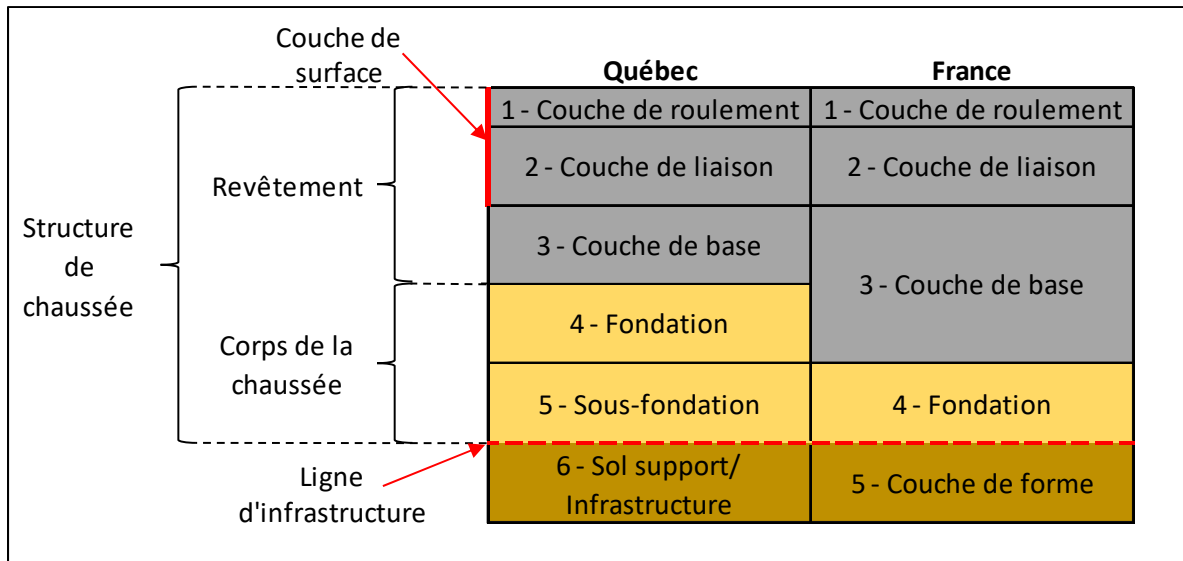 Couche de
surface
Québec
France
1 - Couche de roulement
1 - Couche de roulement
2 - Couche de liaison
2 - Couche de liaison
Revêtement
Structure
de
chaussée
3 - Couche de base
3 - Couche de base
4 - Fondation
Corps de la
chaussée
5 - Sous-fondation
4 - Fondation
Ligne
d'infrastructure
6 - Sol support/
Infrastructure
5 - Couche de forme